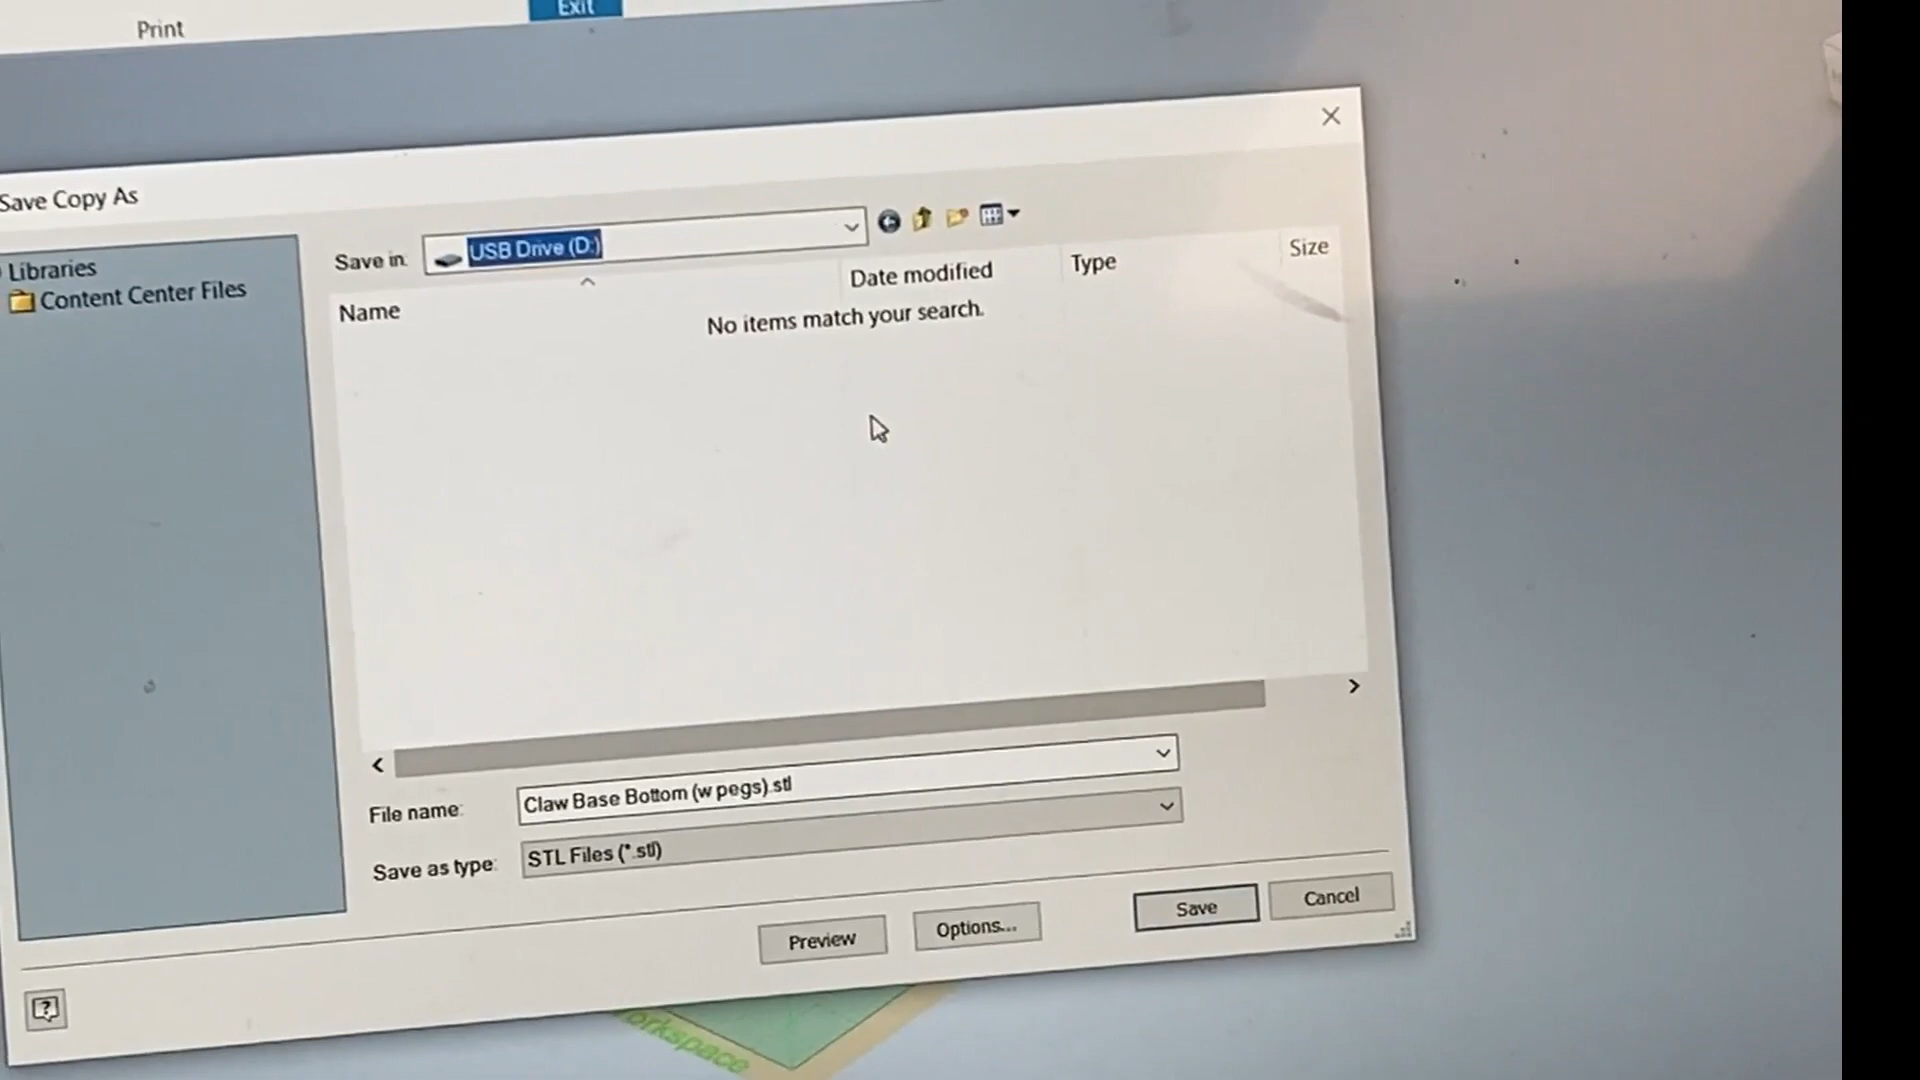 Exit
Print
Save Copy As
Libraries
Content Center Files
Save in:
USB Drive (D:)
Name
Date modified
Type
Size
No items match your search.
File name:
Claw Base Bottom (w pegs).stl
Save as type:
STL Files (*.stl)
Preview
Options...
Save
Cancel
?
orkspace